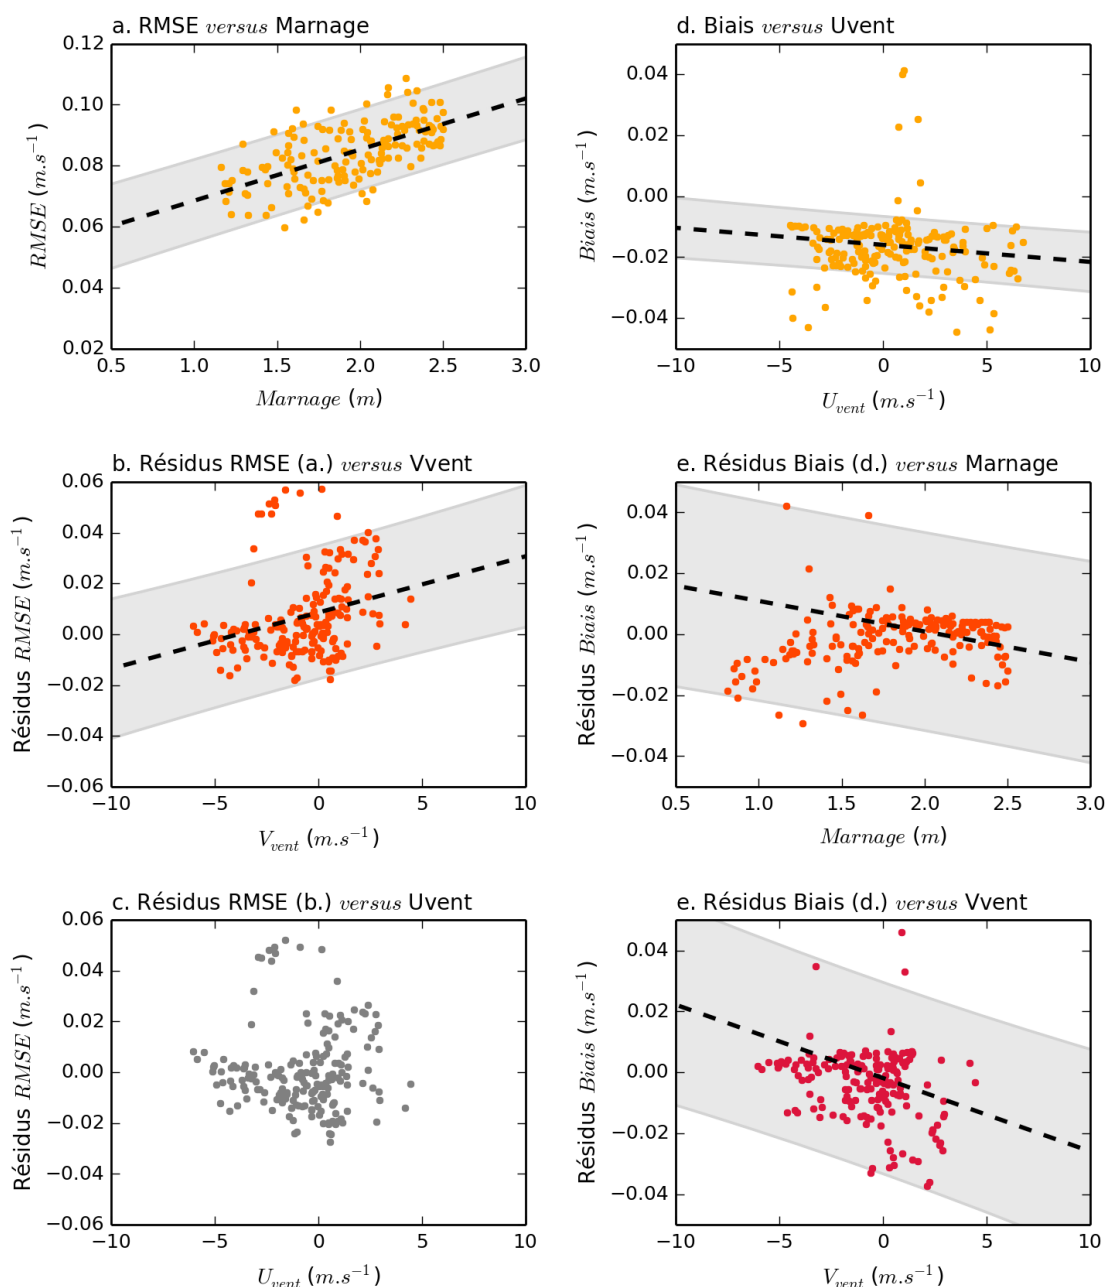 a. RMSE versus Marnage
0.12
0.10
0.08
0.06
0.04
0.02
RMSE (m.s⁻¹)
0.5 1.0 1.5 2.0 2.5 3.0
Marnage (m)
d. Biais versus Uvent
0.04
0.02
0.00
−0.02
−0.04
Biais (m.s⁻¹)
−10 −5 0 5 10
U_vent (m.s⁻¹)
b. Résidus RMSE (a.) versus Vvent
0.06
0.04
0.02
0.00
−0.02
−0.04
−0.06
Résidus RMSE (m.s⁻¹)
−10 −5 0 5 10
V_vent (m.s⁻¹)
e. Résidus Biais (d.) versus Marnage
0.04
0.02
0.00
−0.02
−0.04
Résidus Biais (m.s⁻¹)
0.5 1.0 1.5 2.0 2.5 3.0
Marnage (m)
c. Résidus RMSE (b.) versus Uvent
0.06
0.04
0.02
0.00
−0.02
−0.04
−0.06
Résidus RMSE (m.s⁻¹)
−10 −5 0 5 10
U_vent (m.s⁻¹)
e. Résidus Biais (d.) versus Vvent
0.04
0.02
0.00
−0.02
−0.04
Résidus Biais (m.s⁻¹)
−10 −5 0 5 10
V_vent (m.s⁻¹)